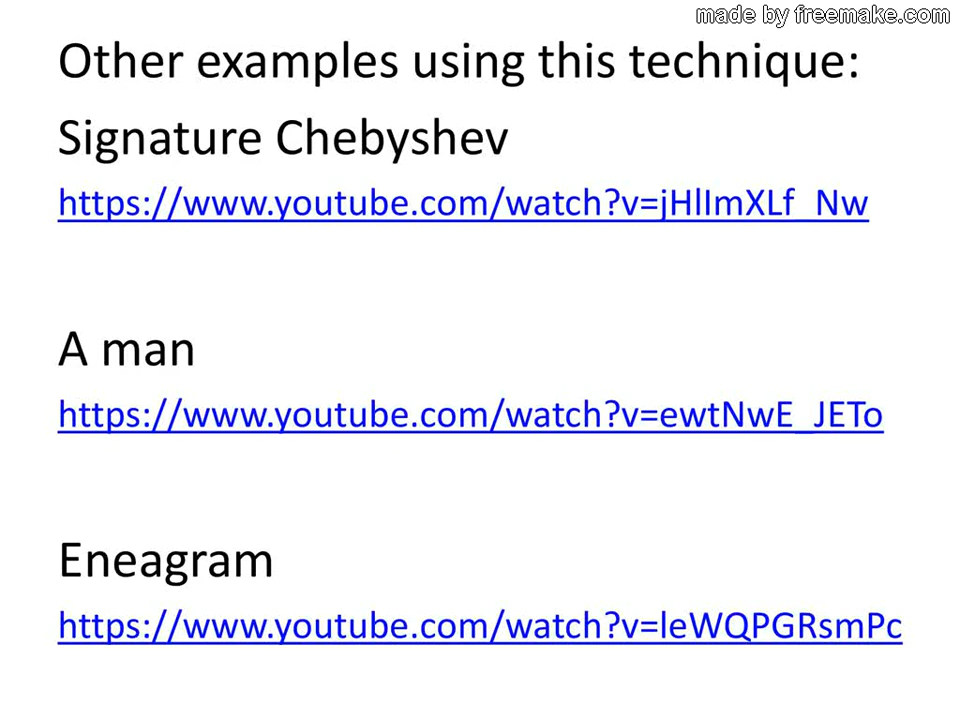 made by freemake.com
Other examples using this technique:
Signature Chebyshev
https://www.youtube.com/watch?v=jHlImXLf_Nw
A man
https://www.youtube.com/watch?v=ewtNwE_JETo
Eneagram
https://www.youtube.com/watch?v=leWQPGRsmPc